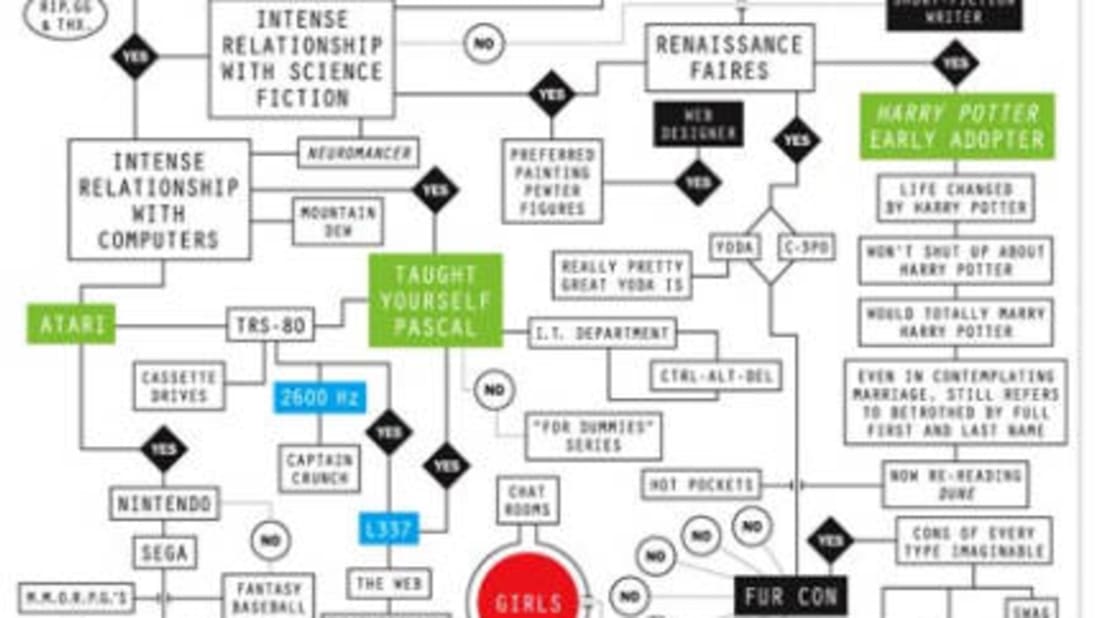 RIP, GG
& THX.
YES
INTENSE
RELATIONSHIP
WITH SCIENCE
FICTION
NO
RENAISSANCE
FAIRES
SHORT-FICTION
WRITER
YES
YES
HARRY POTTER
EARLY ADOPTER
WEB
DESIGNER
YES
NEUROMANCER
INTENSE
RELATIONSHIP
WITH
COMPUTERS
YES
MOUNTAIN
DEW
PREFERRED
PAINTING
PEWTER
FIGURES
YES
LIFE CHANGED
BY HARRY POTTER
YODA
C-3PO
REALLY PRETTY
GREAT YODA IS
WON'T SHUT UP ABOUT
HARRY POTTER
TAUGHT
YOURSELF
PASCAL
ATARI
TRS-80
I.T. DEPARTMENT
WOULD TOTALLY MARRY
HARRY POTTER
CASSETTE
DRIVES
2600 Hz
NO
CTRL-ALT-DEL
EVEN IN CONTEMPLATING
MARRIAGE, STILL REFERS
TO BETROTHED BY FULL
FIRST AND LAST NAME
YES
YES
"FOR DUMMIES"
SERIES
CAPTAIN
CRUNCH
YES
NINTENDO
CHAT
ROOMS
HOT POCKETS
NOW RE-READING
DUNE
L337
NO
SEGA
NO
NO
NO
YES
CONS OF EVERY
TYPE IMAGINABLE
M.M.O.R.P.G.'S
FANTASY
BASEBALL
THE WEB
GIRLS
NO
FUR CON
SWAG